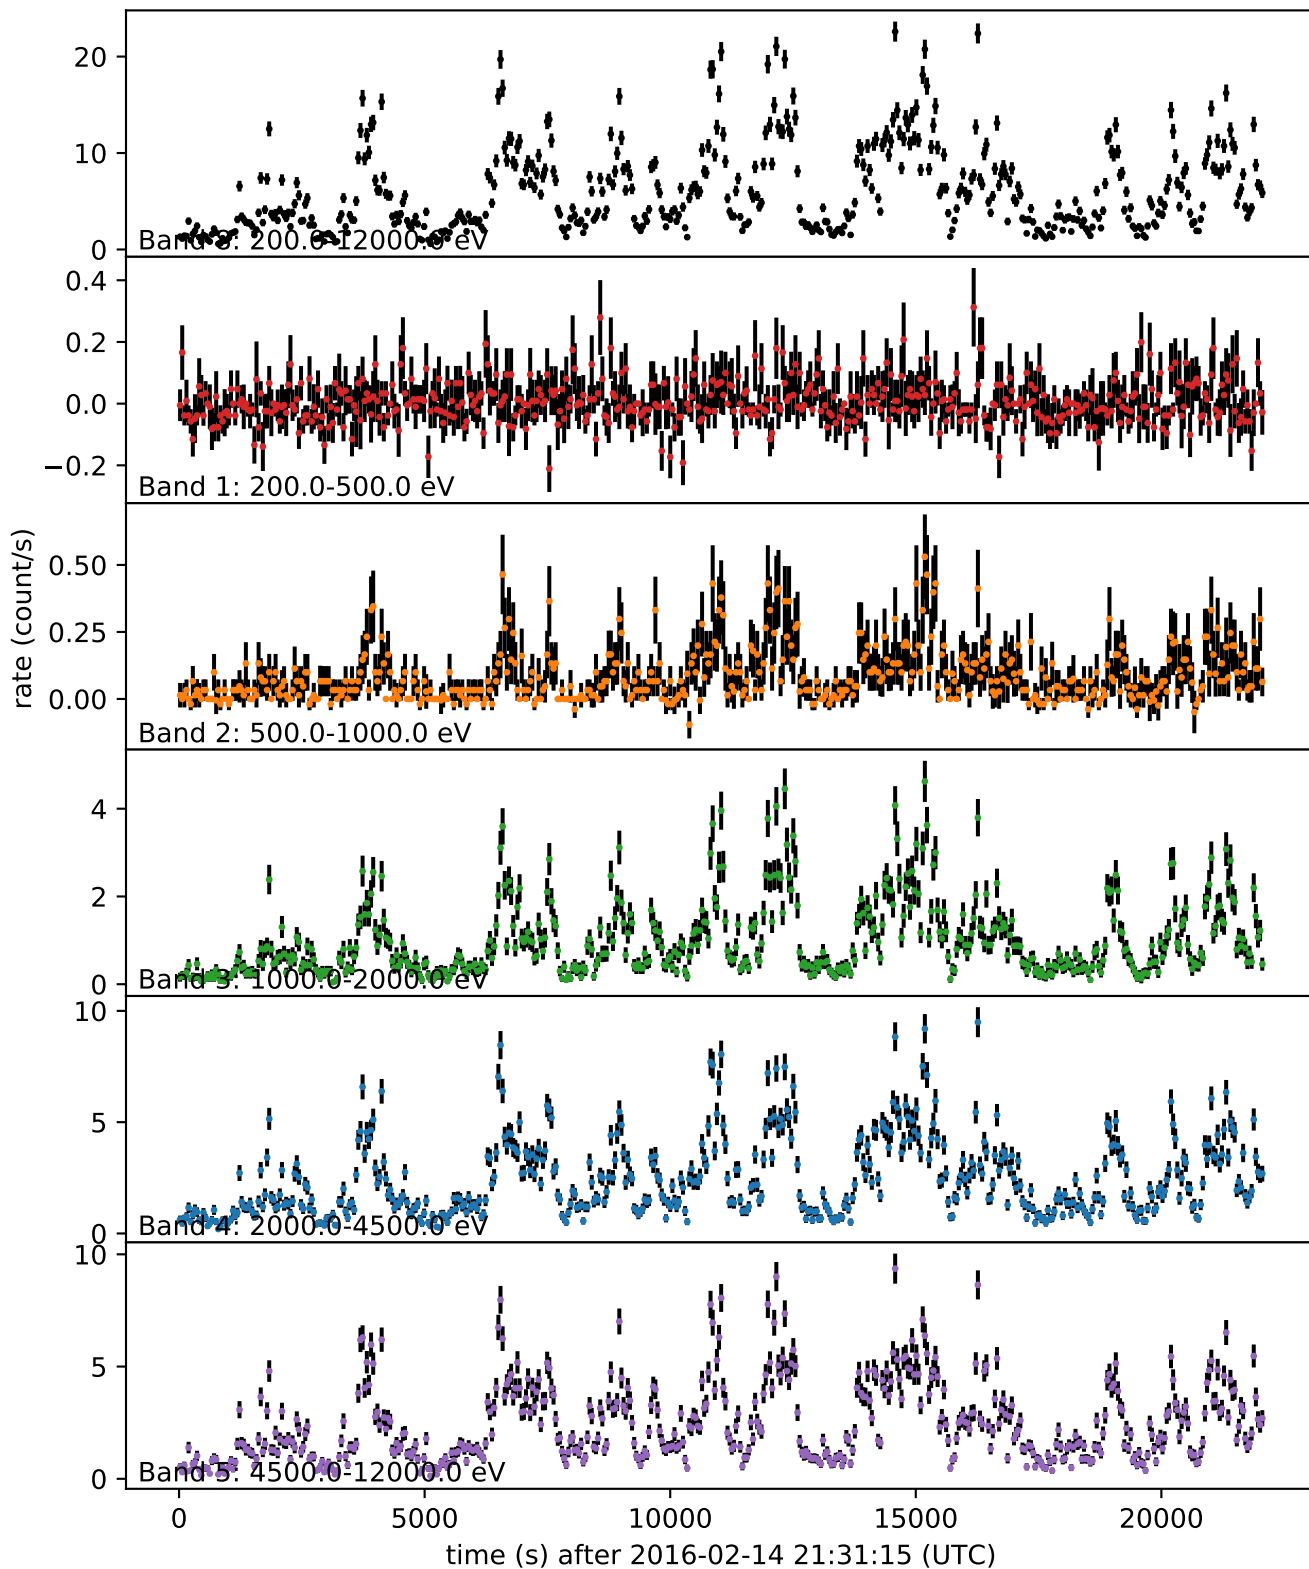 20
10
0
Band 8: 200.0-12000.0 eV
0.4
0.2
0.0
−0.2
Band 1: 200.0-500.0 eV
0.50
0.25
0.00
Band 2: 500.0-1000.0 eV
rate (count/s)
4
2
0
Band 3: 1000.0-2000.0 eV
10
5
0
Band 4: 2000.0-4500.0 eV
10
5
0
Band 5: 4500.0-12000.0 eV
0 5000 10000 15000 20000
time (s) after 2016-02-14 21:31:15 (UTC)